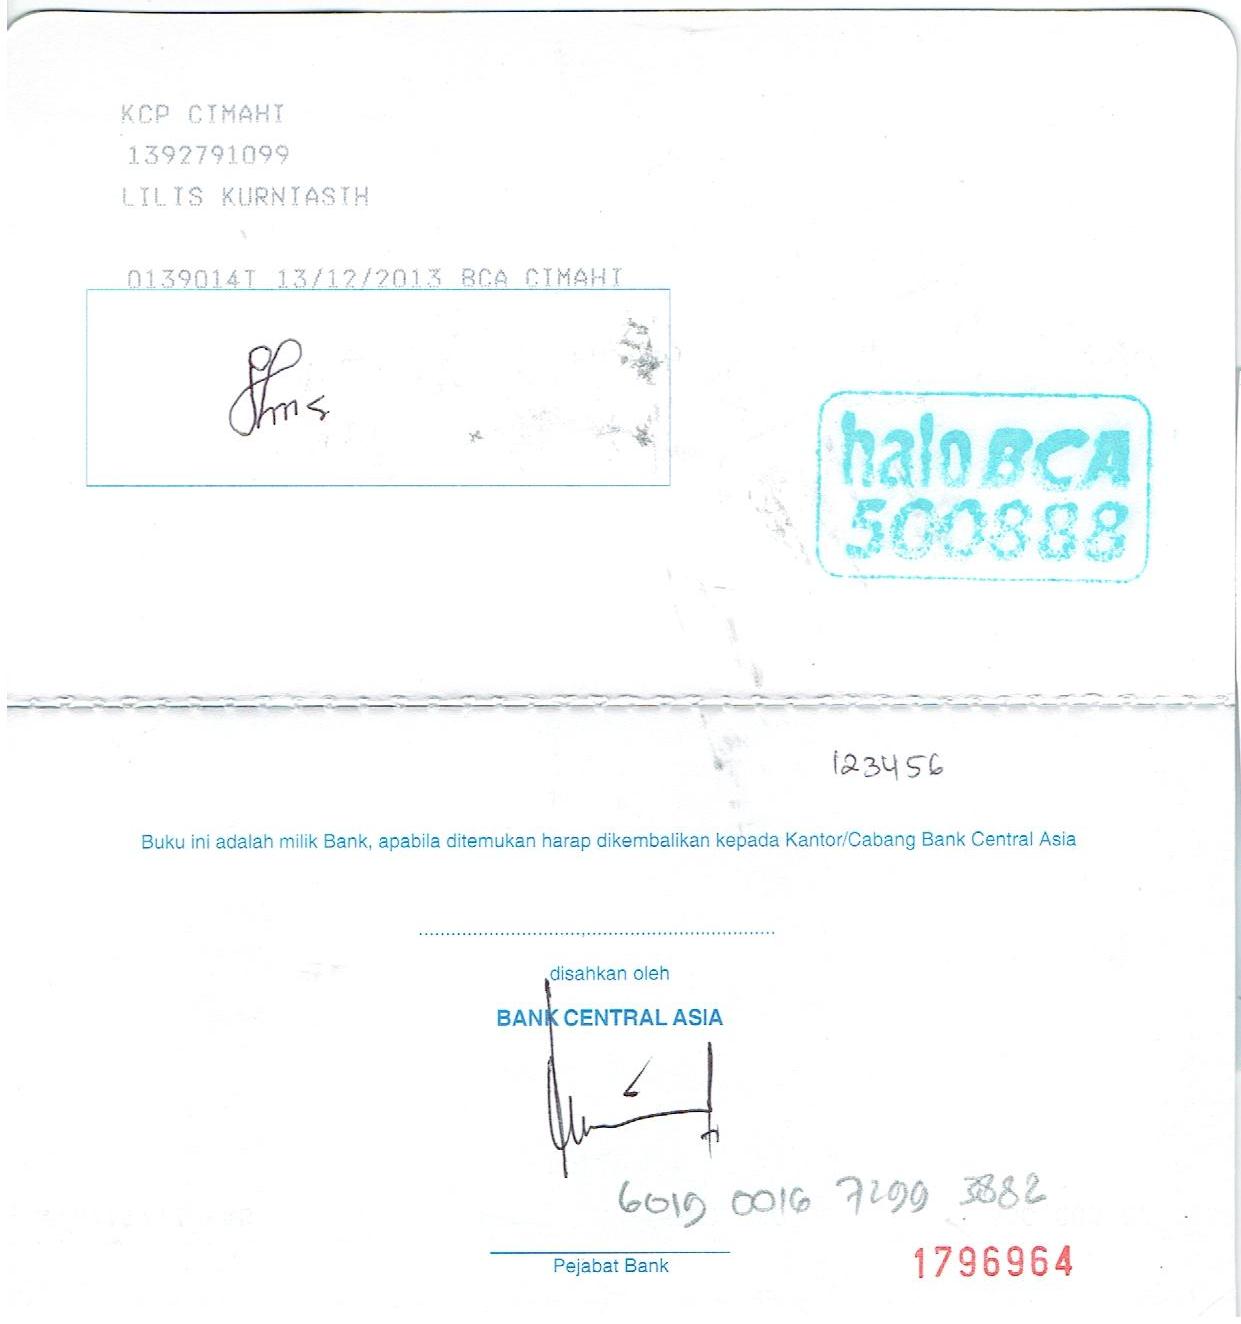 KCP CIMAHI
1392791099
LILIS KURNIASIH
0139014T 13/12/2013 BCA CIMAHI
halo BCA
500888
123456
Buku ini adalah milik Bank, apabila ditemukan harap dikembalikan kepada Kantor/Cabang Bank Central Asia
disahkan oleh
BANK CENTRAL ASIA
6019 0016 7299 3882
Pejabat Bank
1796964